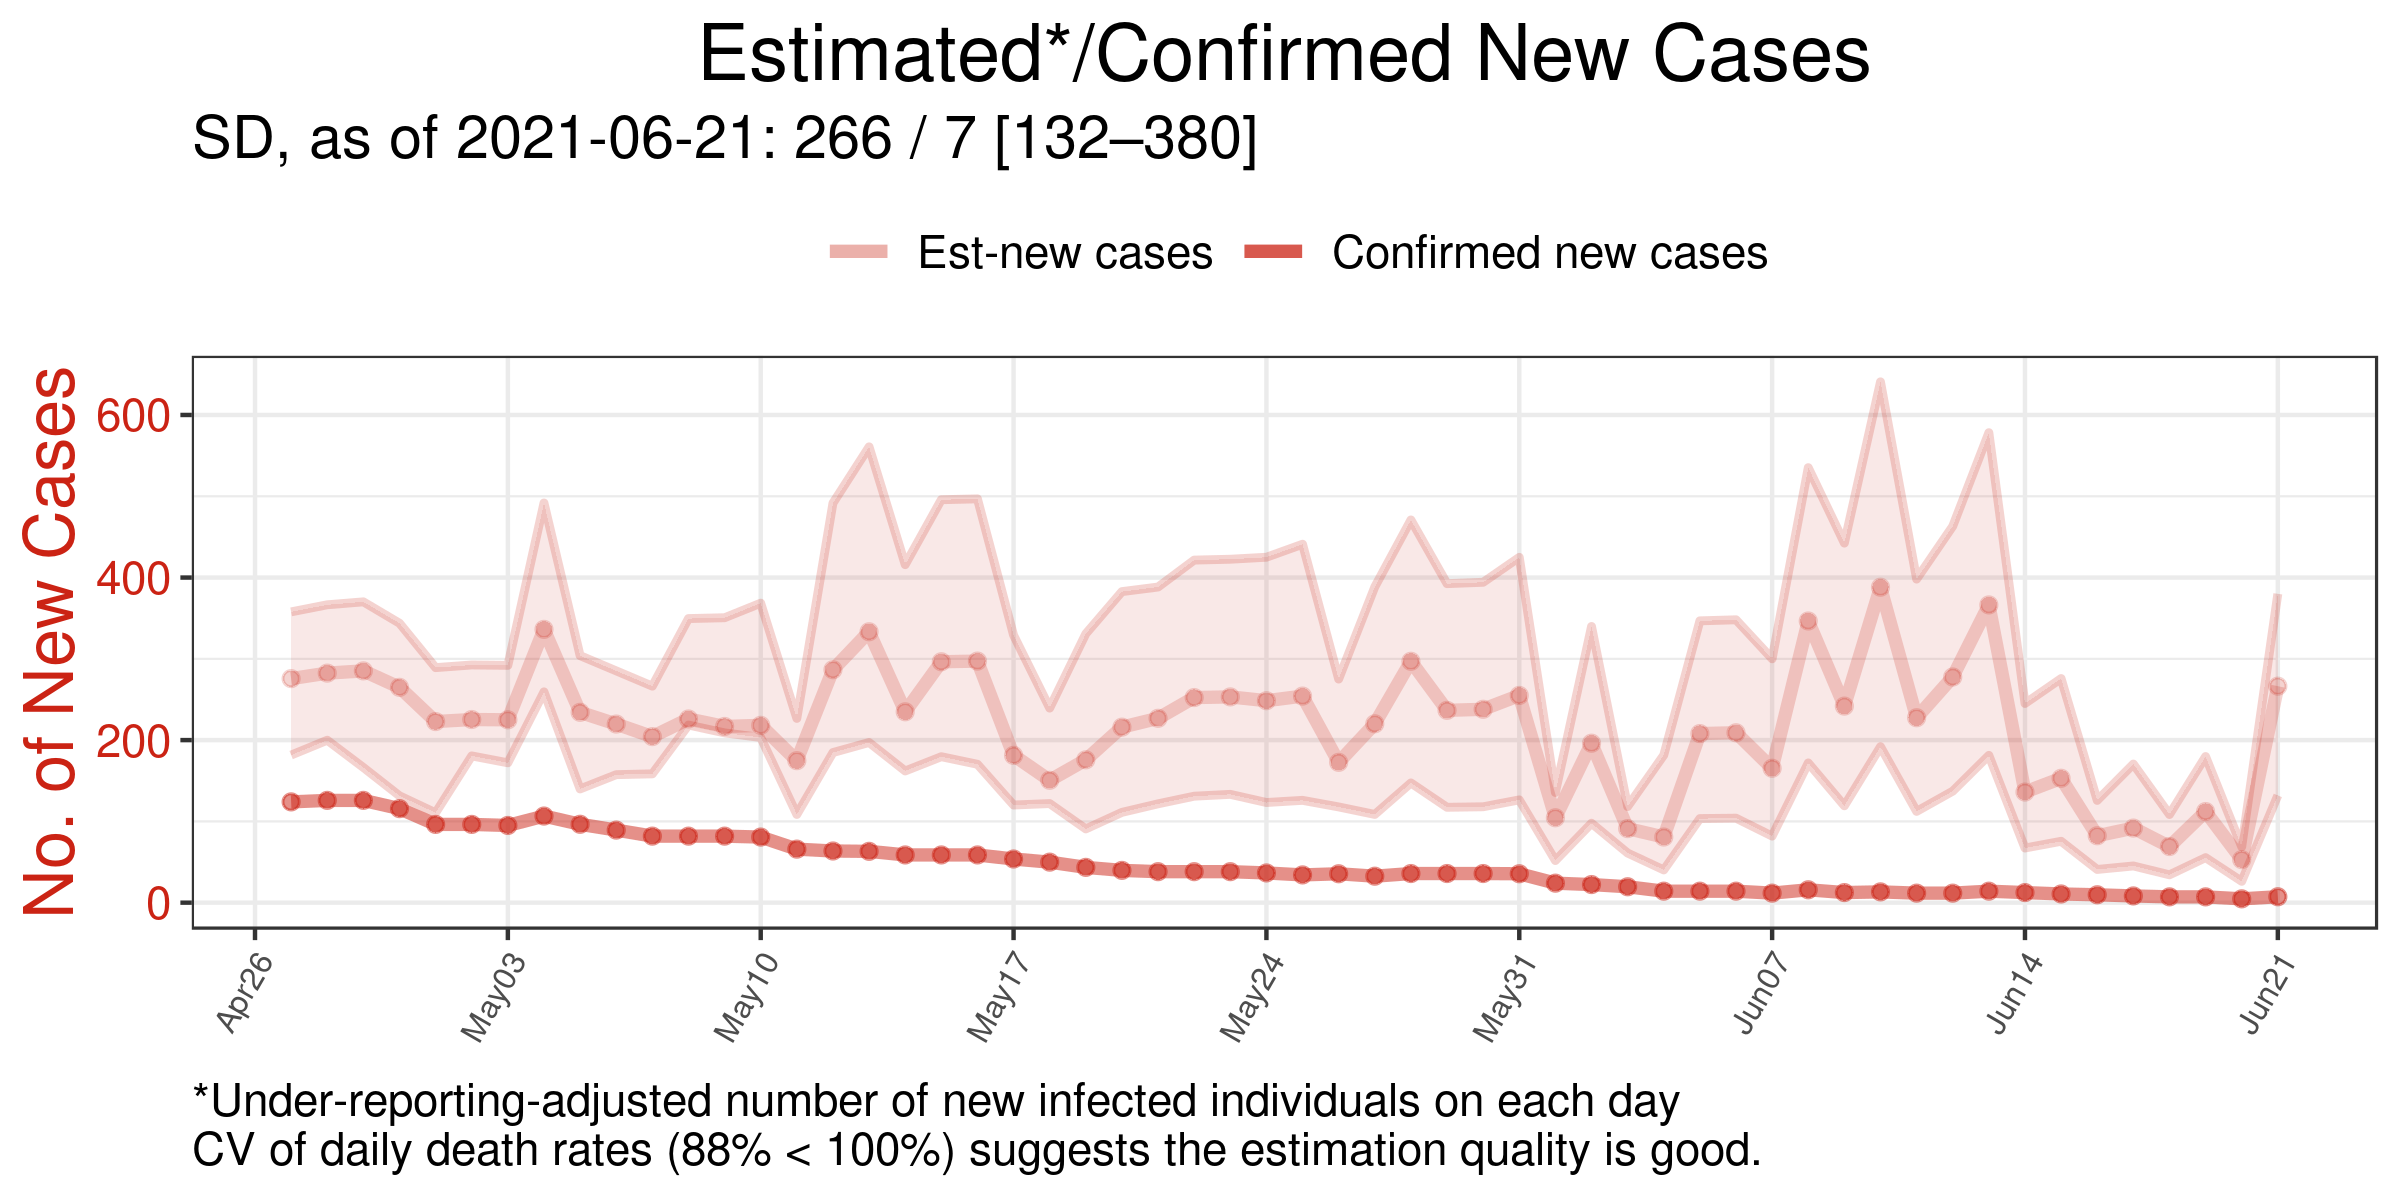 Estimated*/Confirmed New Cases
SD, as of 2021-06-21: 266 / 7 [132–380]
Est-new cases
Confirmed new cases
No. of New Cases
600
400
200
0
Apr26
May03
May10
May17
May24
May31
Jun07
Jun14
Jun21
*Under-reporting-adjusted number of new infected individuals on each day
CV of daily death rates (88% < 100%) suggests the estimation quality is good.